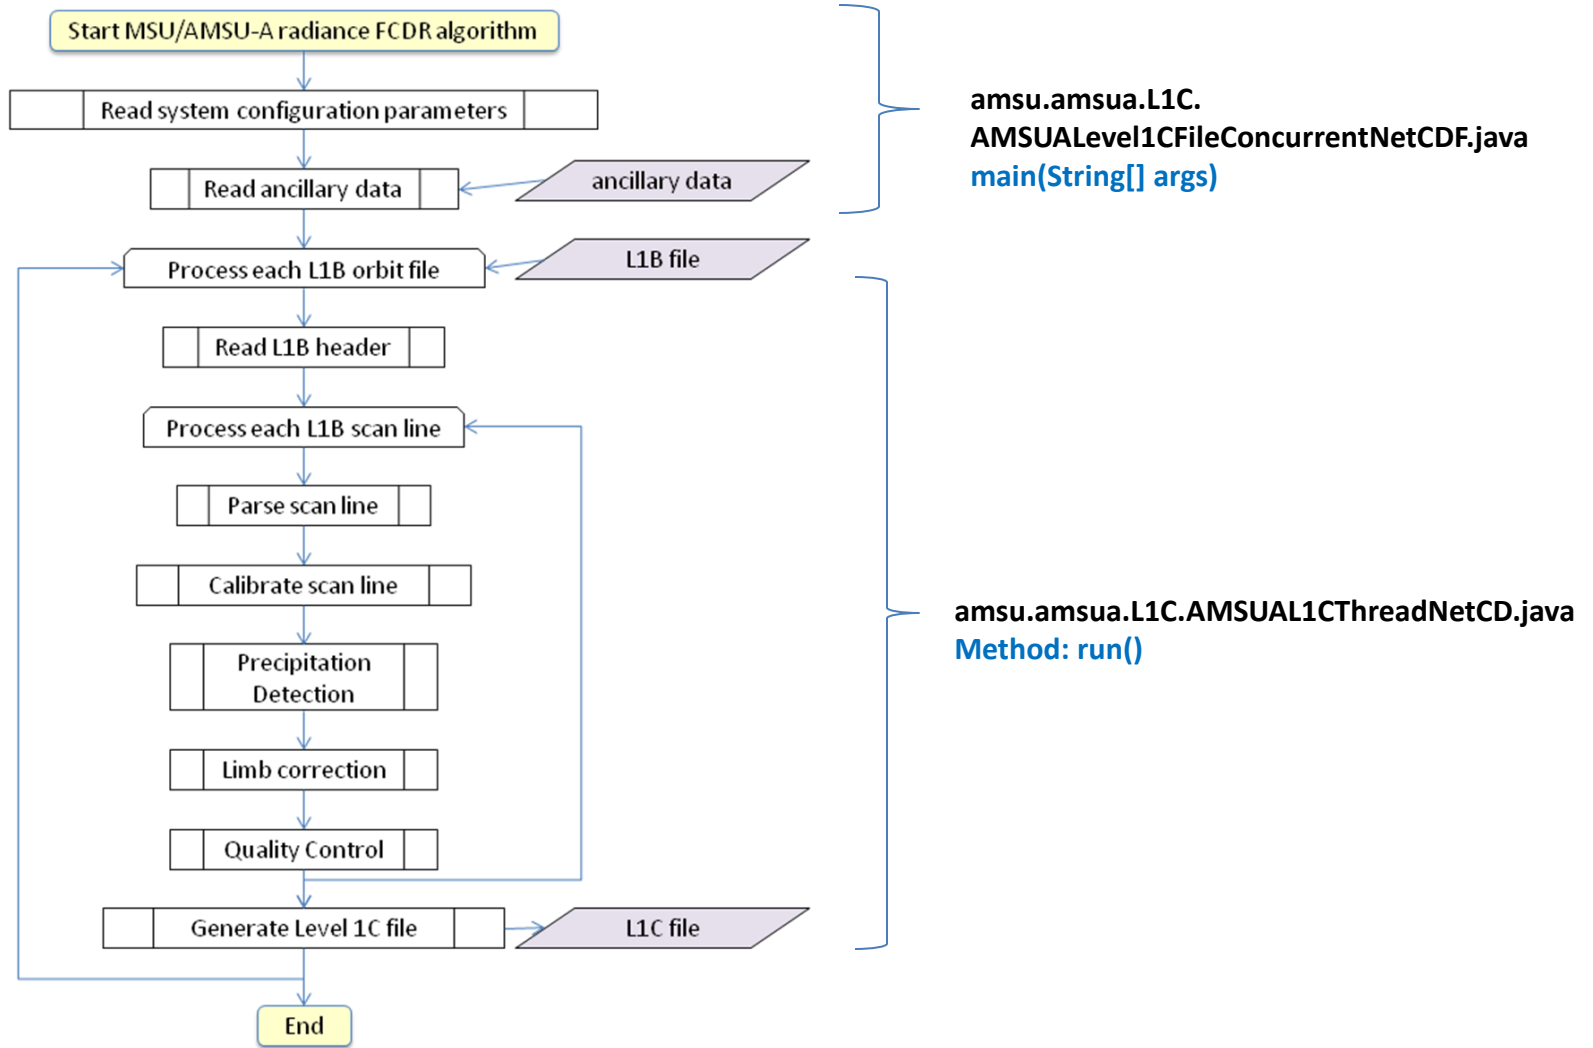 Start MSU/AMSU-A radiance FCDR algorithm
Read system configuration parameters
Read ancillary data
ancillary data
Process each L1B orbit file
L1B file
Read L1B header
Process each L1B scan line
Parse scan line
Calibrate scan line
Precipitation
Detection
Limb correction
Quality Control
Generate Level 1C file
L1C file
End
amsu.amsua.L1C.
AMSUALevel1CFileConcurrentNetCDF.java
main(String[] args)
amsu.amsua.L1C.AMSUAL1CThreadNetCD.java
Method: run()